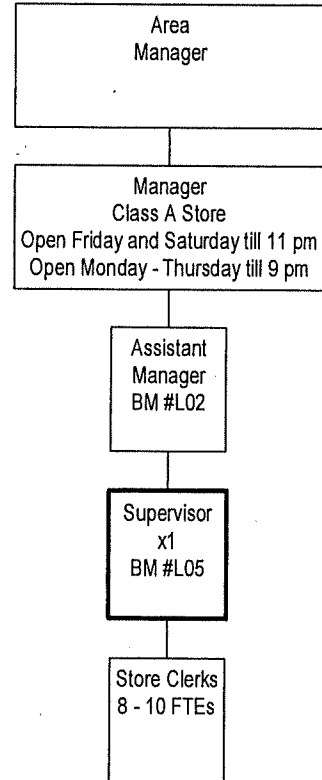 Area
Manager
Manager
Class A Store
Open Friday and Saturday till 11 pm
Open Monday - Thursday till 9 pm
Assistant
Manager
BM #L02
Supervisor
x1
BM #L05
Store Clerks
8 - 10 FTEs